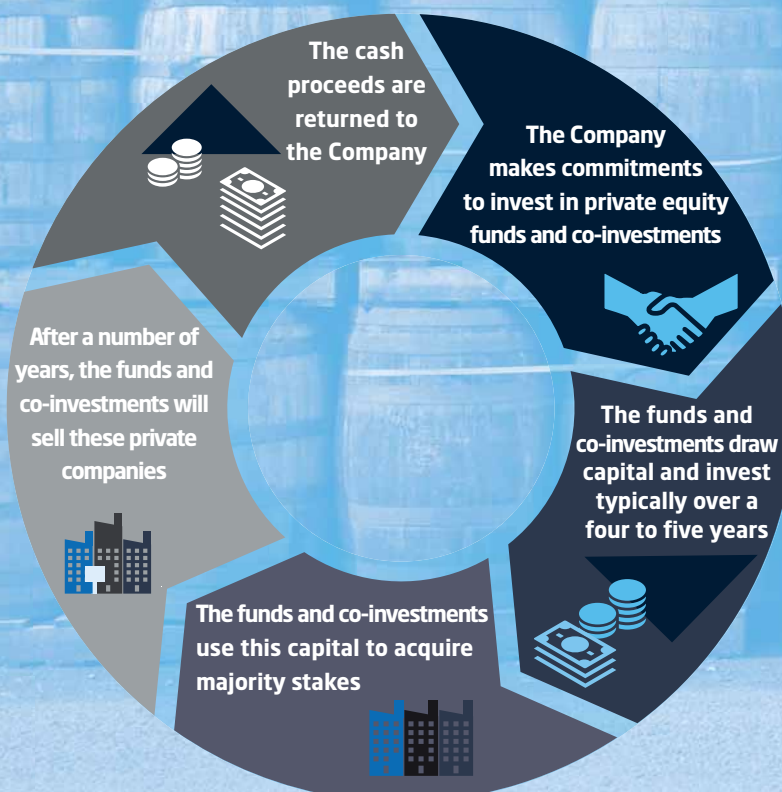 The cash
proceeds are
returned to
the Company
The Company
makes commitments
to invest in private equity
funds and co-investments
The funds and
co-investments draw
capital and invest
typically over a
four to five years
The funds and co-investments
use this capital to acquire
majority stakes
After a number of
years, the funds and
co-investments will
sell these private
companies